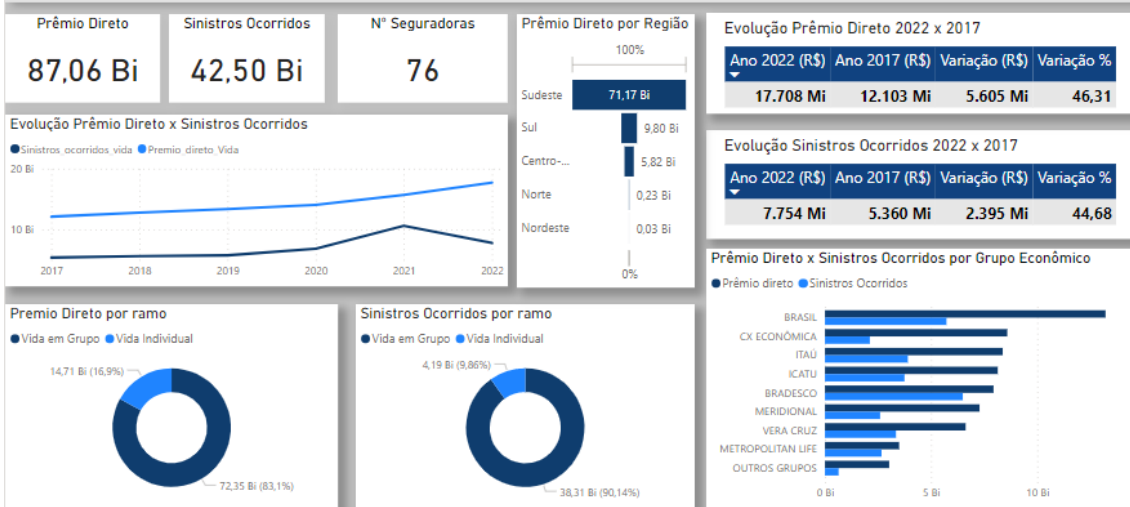 Prêmio Direto
87,06 Bi
Sinistros Ocorridos
42,50 Bi
Nº Seguradoras
76
Prêmio Direto por Região
100%
Sudeste 71,17 Bi
Sul 9,80 Bi
Centro-... 5,82 Bi
Norte 0,23 Bi
Nordeste 0,03 Bi
0%
Evolução Prêmio Direto 2022 x 2017
Ano 2022 (R$) Ano 2017 (R$) Variação (R$) Variação %
17.708 Mi 12.103 Mi 5.605 Mi 46,31
Evolução Sinistros Ocorridos 2022 x 2017
Ano 2022 (R$) Ano 2017 (R$) Variação (R$) Variação %
7.754 Mi 5.360 Mi 2.395 Mi 44,68
Evolução Prêmio Direto x Sinistros Ocorridos
Sinistros_ocorridos_vida Premio_direto_Vida
20 Bi
10 Bi
2017 2018 2019 2020 2021 2022
Premio Direto por ramo
Vida em Grupo Vida Individual
14,71 Bi (16,9%)
72,35 Bi (83,1%)
Sinistros Ocorridos por ramo
Vida em Grupo Vida Individual
4,19 Bi (9,86%)
38,31 Bi (90,14%)
Prêmio Direto x Sinistros Ocorridos por Grupo Econômico
Prêmio direto Sinistros Ocorridos
BRASIL
CX ECONÔMICA
ITAÚ
ICATU
BRADESCO
MERIDIONAL
VERA CRUZ
METROPOLITAN LIFE
OUTROS GRUPOS
0 Bi 5 Bi 10 Bi